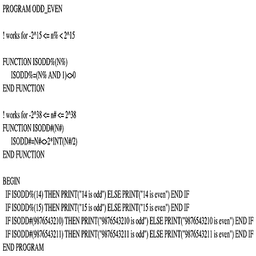 PROGRAM ODD_EVEN
! works for -2^15 <= n% < 2^15
FUNCTION ISODD%(N%)
ISODD%=(N% AND 1)<>0
END FUNCTION
! works for -2^38 <= n# <= 2^38
FUNCTION ISODD#(N#)
ISODD#=N#<>2*INT(N#/2)
END FUNCTION
BEGIN
IF ISODD%(14) THEN PRINT("14 is odd") ELSE PRINT("14 is even") END IF
IF ISODD%(15) THEN PRINT("15 is odd") ELSE PRINT("15 is even") END IF
IF ISODD#(9876543210) THEN PRINT("9876543210 is odd") ELSE PRINT("9876543210 is even") END IF
IF ISODD#(9876543211) THEN PRINT("9876543211 is odd") ELSE PRINT("9876543211 is even") END IF
END PROGRAM